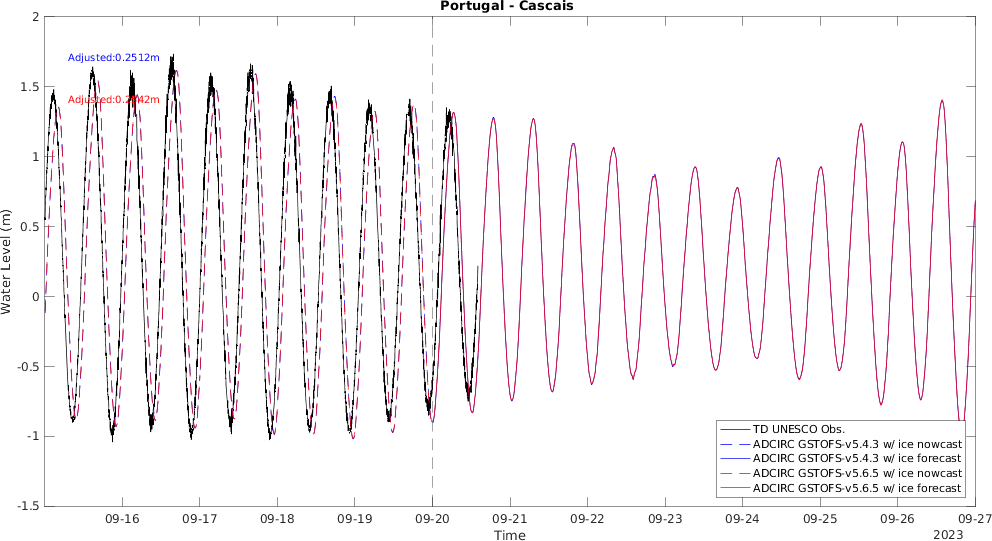 Portugal - Cascais
2
1.5
1
0.5
0
-0.5
-1
-1.5
Water Level (m)
Adjusted:0.2512m
TD UNESCO Obs.
ADCIRC GSTOFS-v5.4.3 w/ ice nowcast
ADCIRC GSTOFS-v5.4.3 w/ ice forecast
ADCIRC GSTOFS-v5.6.5 w/ ice nowcast
ADCIRC GSTOFS-v5.6.5 w/ ice forecast
09-16
09-17
09-18
09-19
09-20
09-21
09-22
09-23
09-24
09-25
09-26
09-27
Time
2023